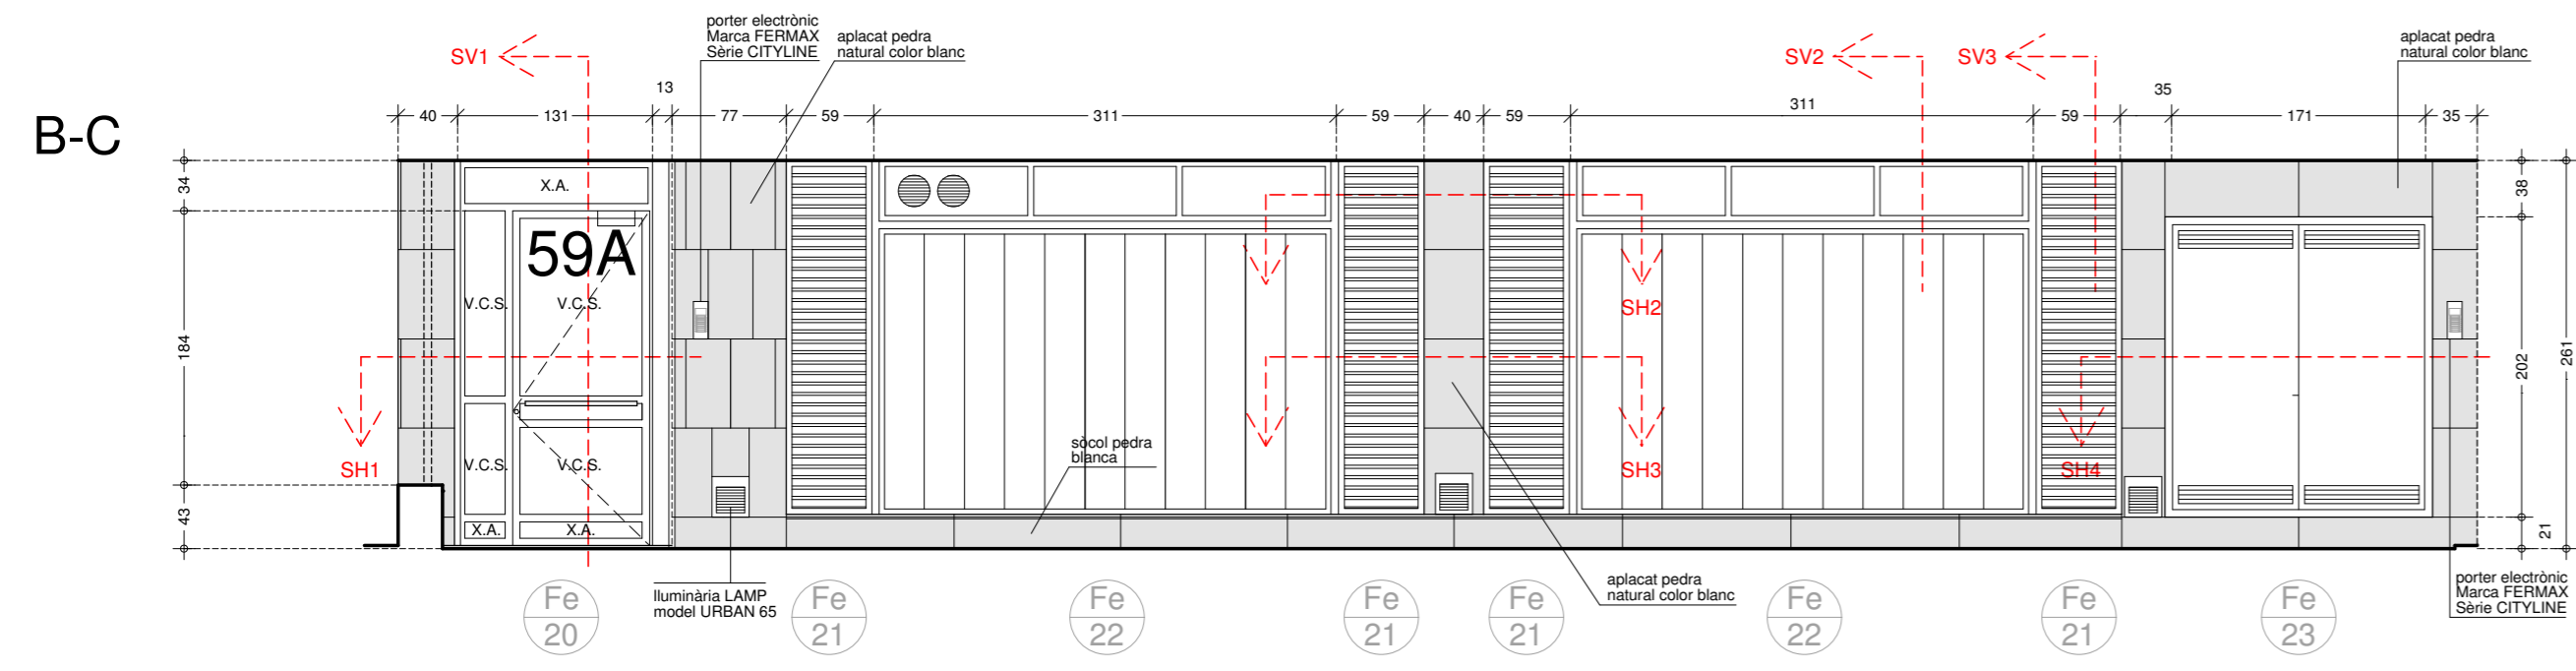 porter electrònic
Marca FERMAX
Sèrie CITYLINE
aplacat pedra
natural color blanc
aplacat pedra
natural color blanc
SV1
SV2
SV3
B-C
40
131
13
77
59
311
59
40
59
311
59
35
171
35
34
184
43
X.A.
59A
V.C.S.
V.C.S.
V.C.S.
V.C.S.
X.A.
X.A.
SH1
SH2
SH3
SH4
sòcol pedra
blanca
38
202
21
261
lluminària LAMP
model URBAN 65
aplacat pedra
natural color blanc
porter electrònic
Marca FERMAX
Sèrie CITYLINE
Fe
20
Fe
21
Fe
22
Fe
21
Fe
21
Fe
22
Fe
21
Fe
23